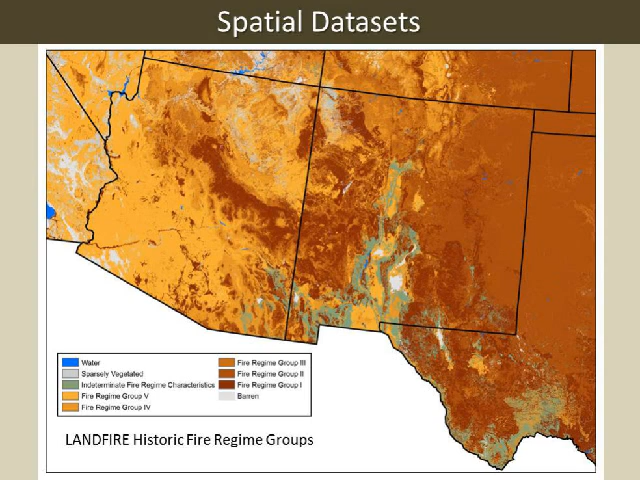 Spatial Datasets
Water
Sparsely Vegetated
Indeterminate Fire Regime Characteristics
Fire Regime Group V
Fire Regime Group IV
Fire Regime Group III
Fire Regime Group II
Fire Regime Group I
Barren
LANDFIRE Historic Fire Regime Groups